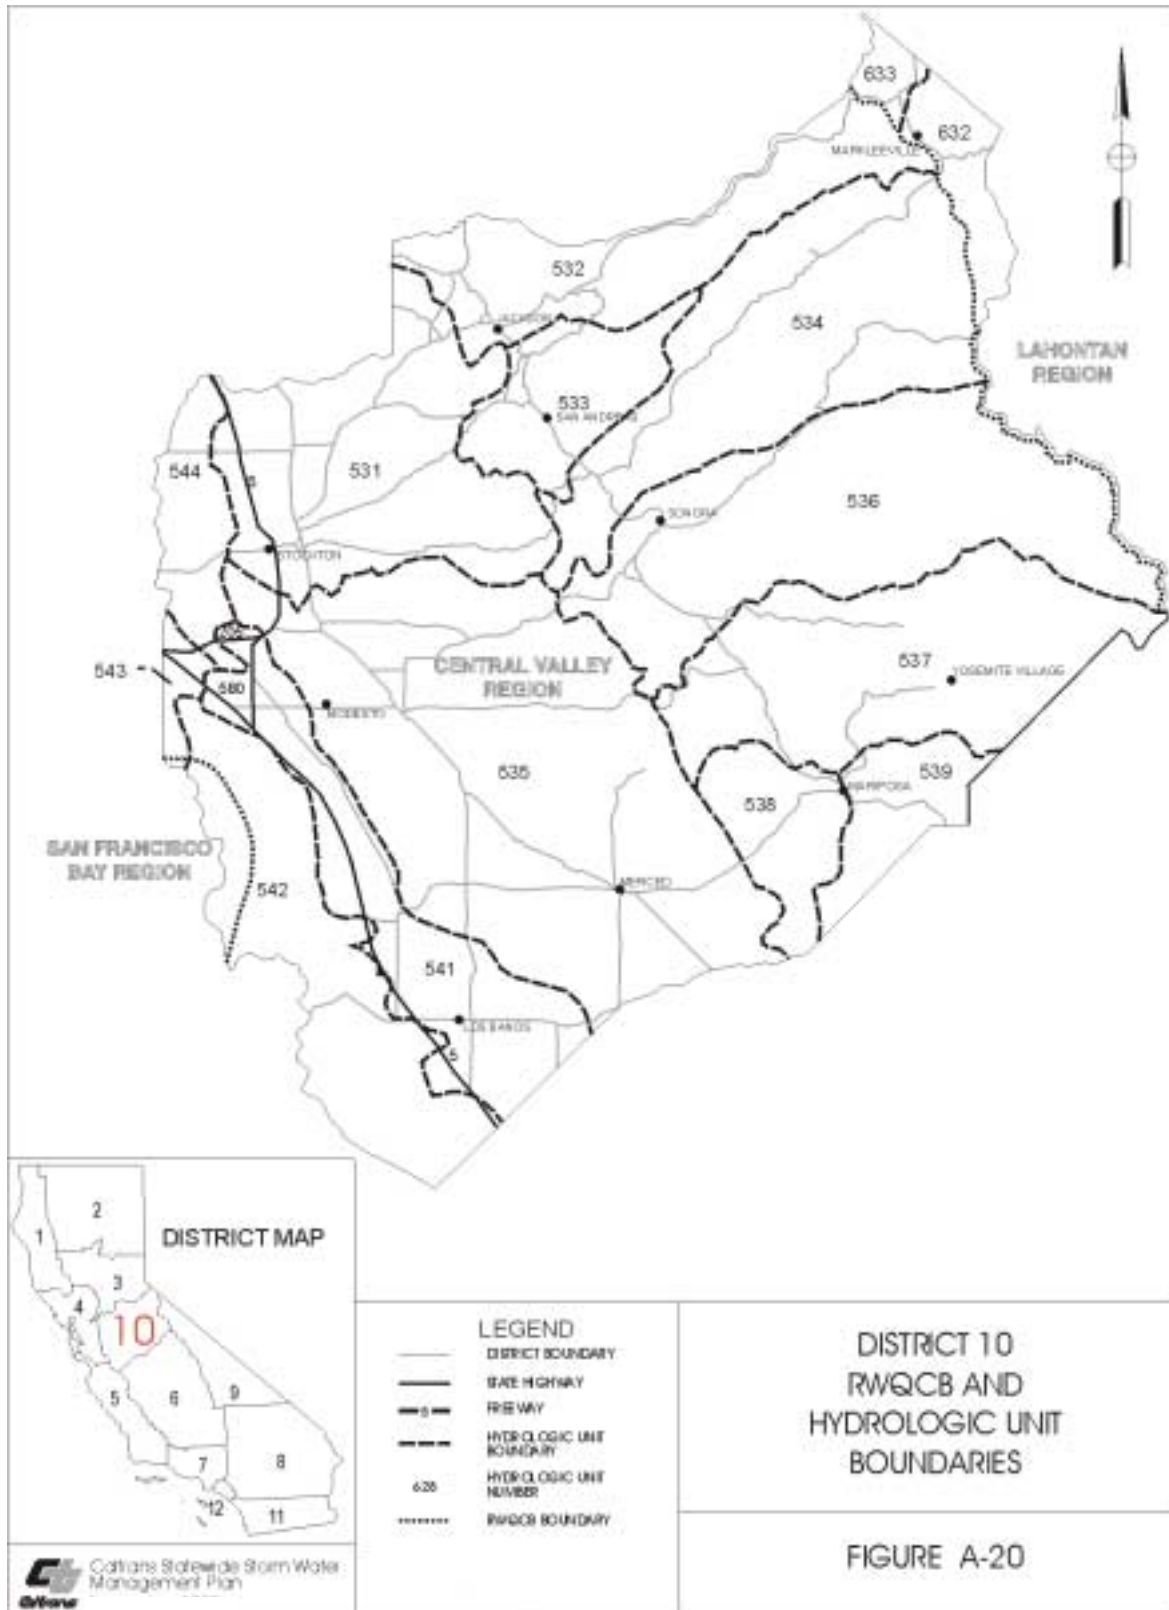 633
632
MARKLEEVILLE
532
JACKSON
534
LAHONTAN
REGION
533
SAN ANDREAS
544
531
5
536
SONORA
STOCKTON
543
580
CENTRAL VALLEY
REGION
537
YOSEMITE VILLAGE
MODESTO
535
539
MARIPOSA
538
SAN FRANCISCO
BAY REGION
542
MERCED
541
LOS BANOS
5
DISTRICT MAP
1
2
3
4
10
5
6
9
7
8
12
11
LEGEND
DISTRICT BOUNDARY
STATE HIGHWAY
5
FREEWAY
HYDROLOGIC UNIT
BOUNDARY
628
HYDROLOGIC UNIT
NUMBER
RWQCB BOUNDARY
DISTRICT 10
RWQCB AND
HYDROLOGIC UNIT
BOUNDARIES
FIGURE A-20
Caltrans Statewide Storm Water
Management Plan
Caltrans